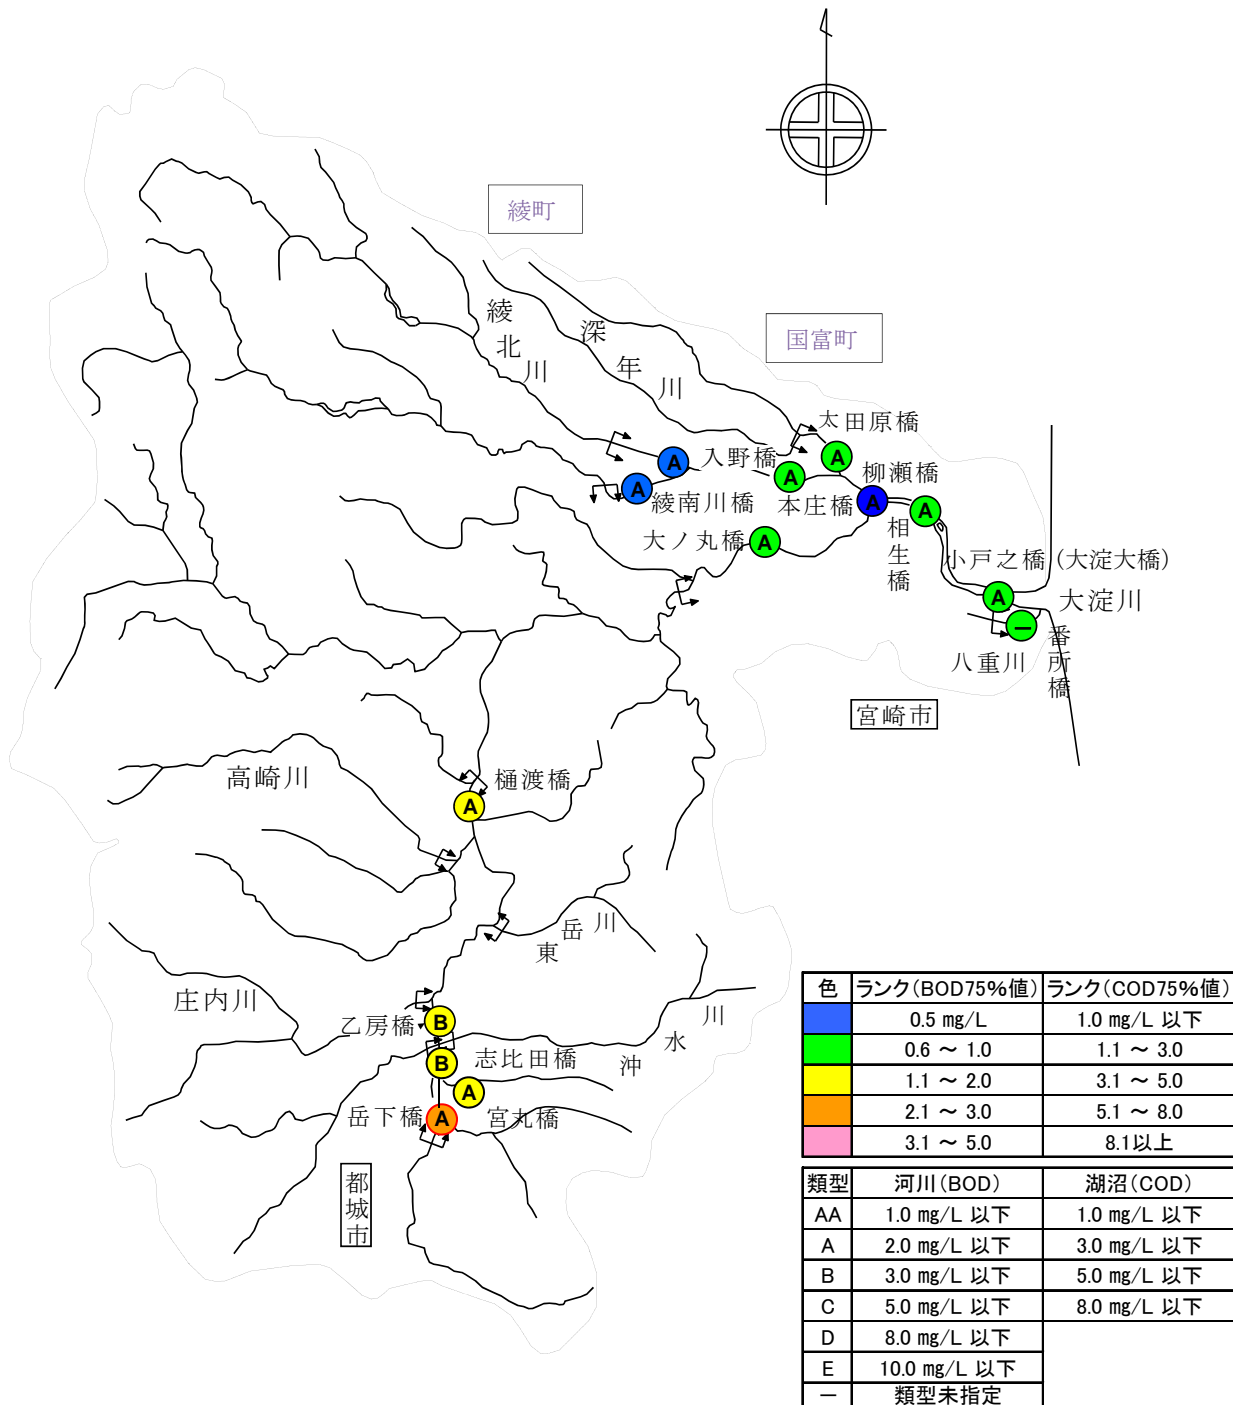 綾町
国富町
綾北川
深年川
太田原橋
入野橋
柳瀬橋
綾南川橋
本庄橋
相生橋
大ノ丸橋
小戸之橋(大淀大橋)
大淀川
八重川
番所橋
宮崎市
高崎川
樋渡橋
東岳川
庄内川
乙房橋
志比田橋
沖水川
岳下橋
宮丸橋
都城市
A
A
A
A
A
A
A
A
－
A
B
B
A
A
色 ランク(BOD75%値) ランク(COD75%値)
0.5 ㎎/L 1.0 ㎎/L 以下
0.6 ～ 1.0 1.1 ～ 3.0
1.1 ～ 2.0 3.1 ～ 5.0
2.1 ～ 3.0 5.1 ～ 8.0
3.1 ～ 5.0 8.1以上
類型 河川(BOD) 湖沼(COD)
AA 1.0 ㎎/L 以下 1.0 ㎎/L 以下
A 2.0 ㎎/L 以下 3.0 ㎎/L 以下
B 3.0 ㎎/L 以下 5.0 ㎎/L 以下
C 5.0 ㎎/L 以下 8.0 ㎎/L 以下
D 8.0 ㎎/L 以下
E 10.0 ㎎/L 以下
－ 類型未指定